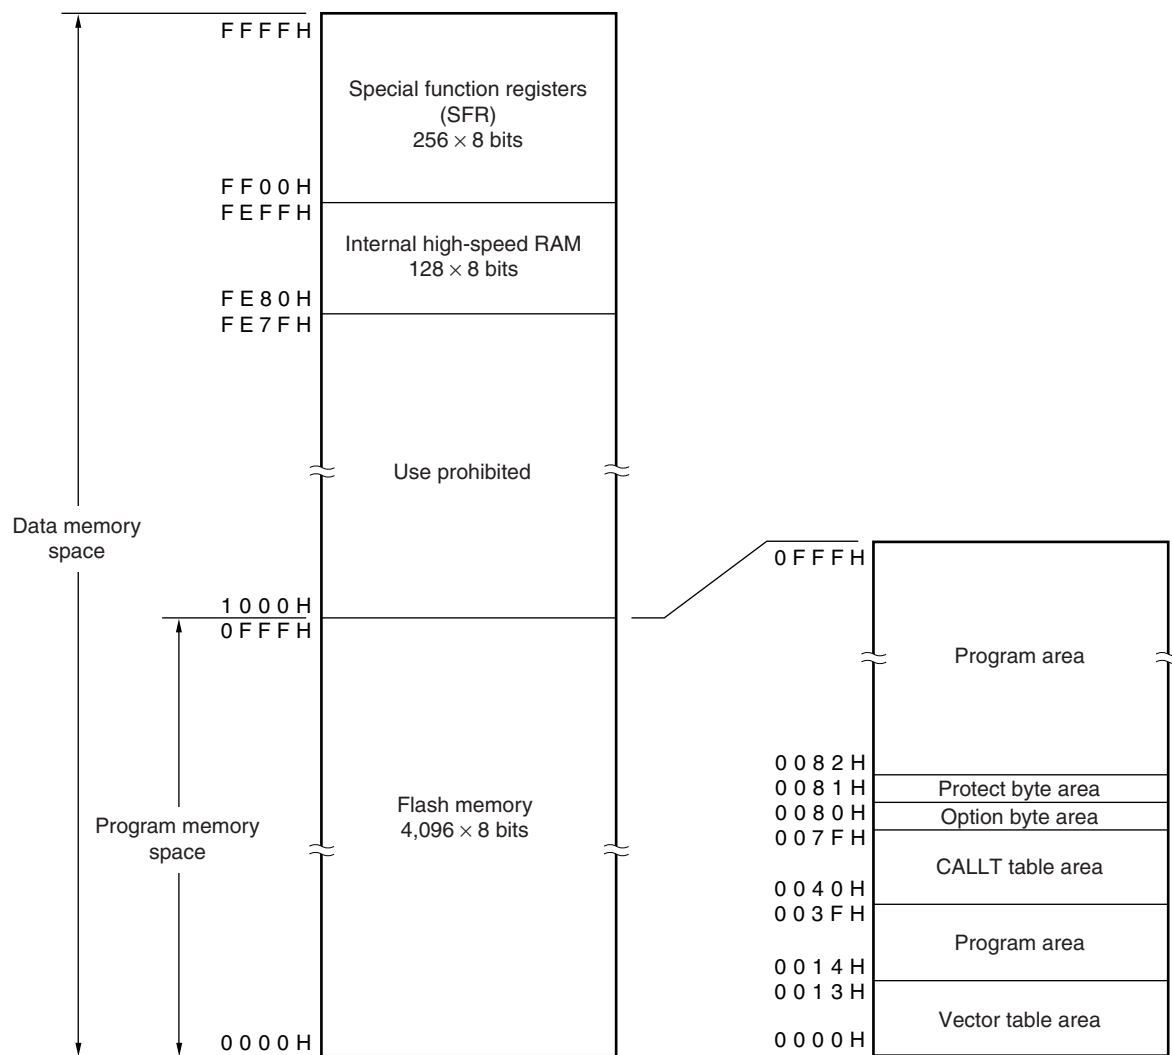 FFFFH
Special function registers
(SFR)
256 × 8 bits
FF00H
FEFFH
Internal high-speed RAM
128 × 8 bits
FE80H
FE7FH
Use prohibited
Data memory
space
1000H
0FFFH
Program memory
space
Flash memory
4,096 × 8 bits
0000H
0FFFH
Program area
0082H
0081H
Protect byte area
0080H
Option byte area
007FH
CALLT table area
0040H
003FH
Program area
0014H
0013H
Vector table area
0000H